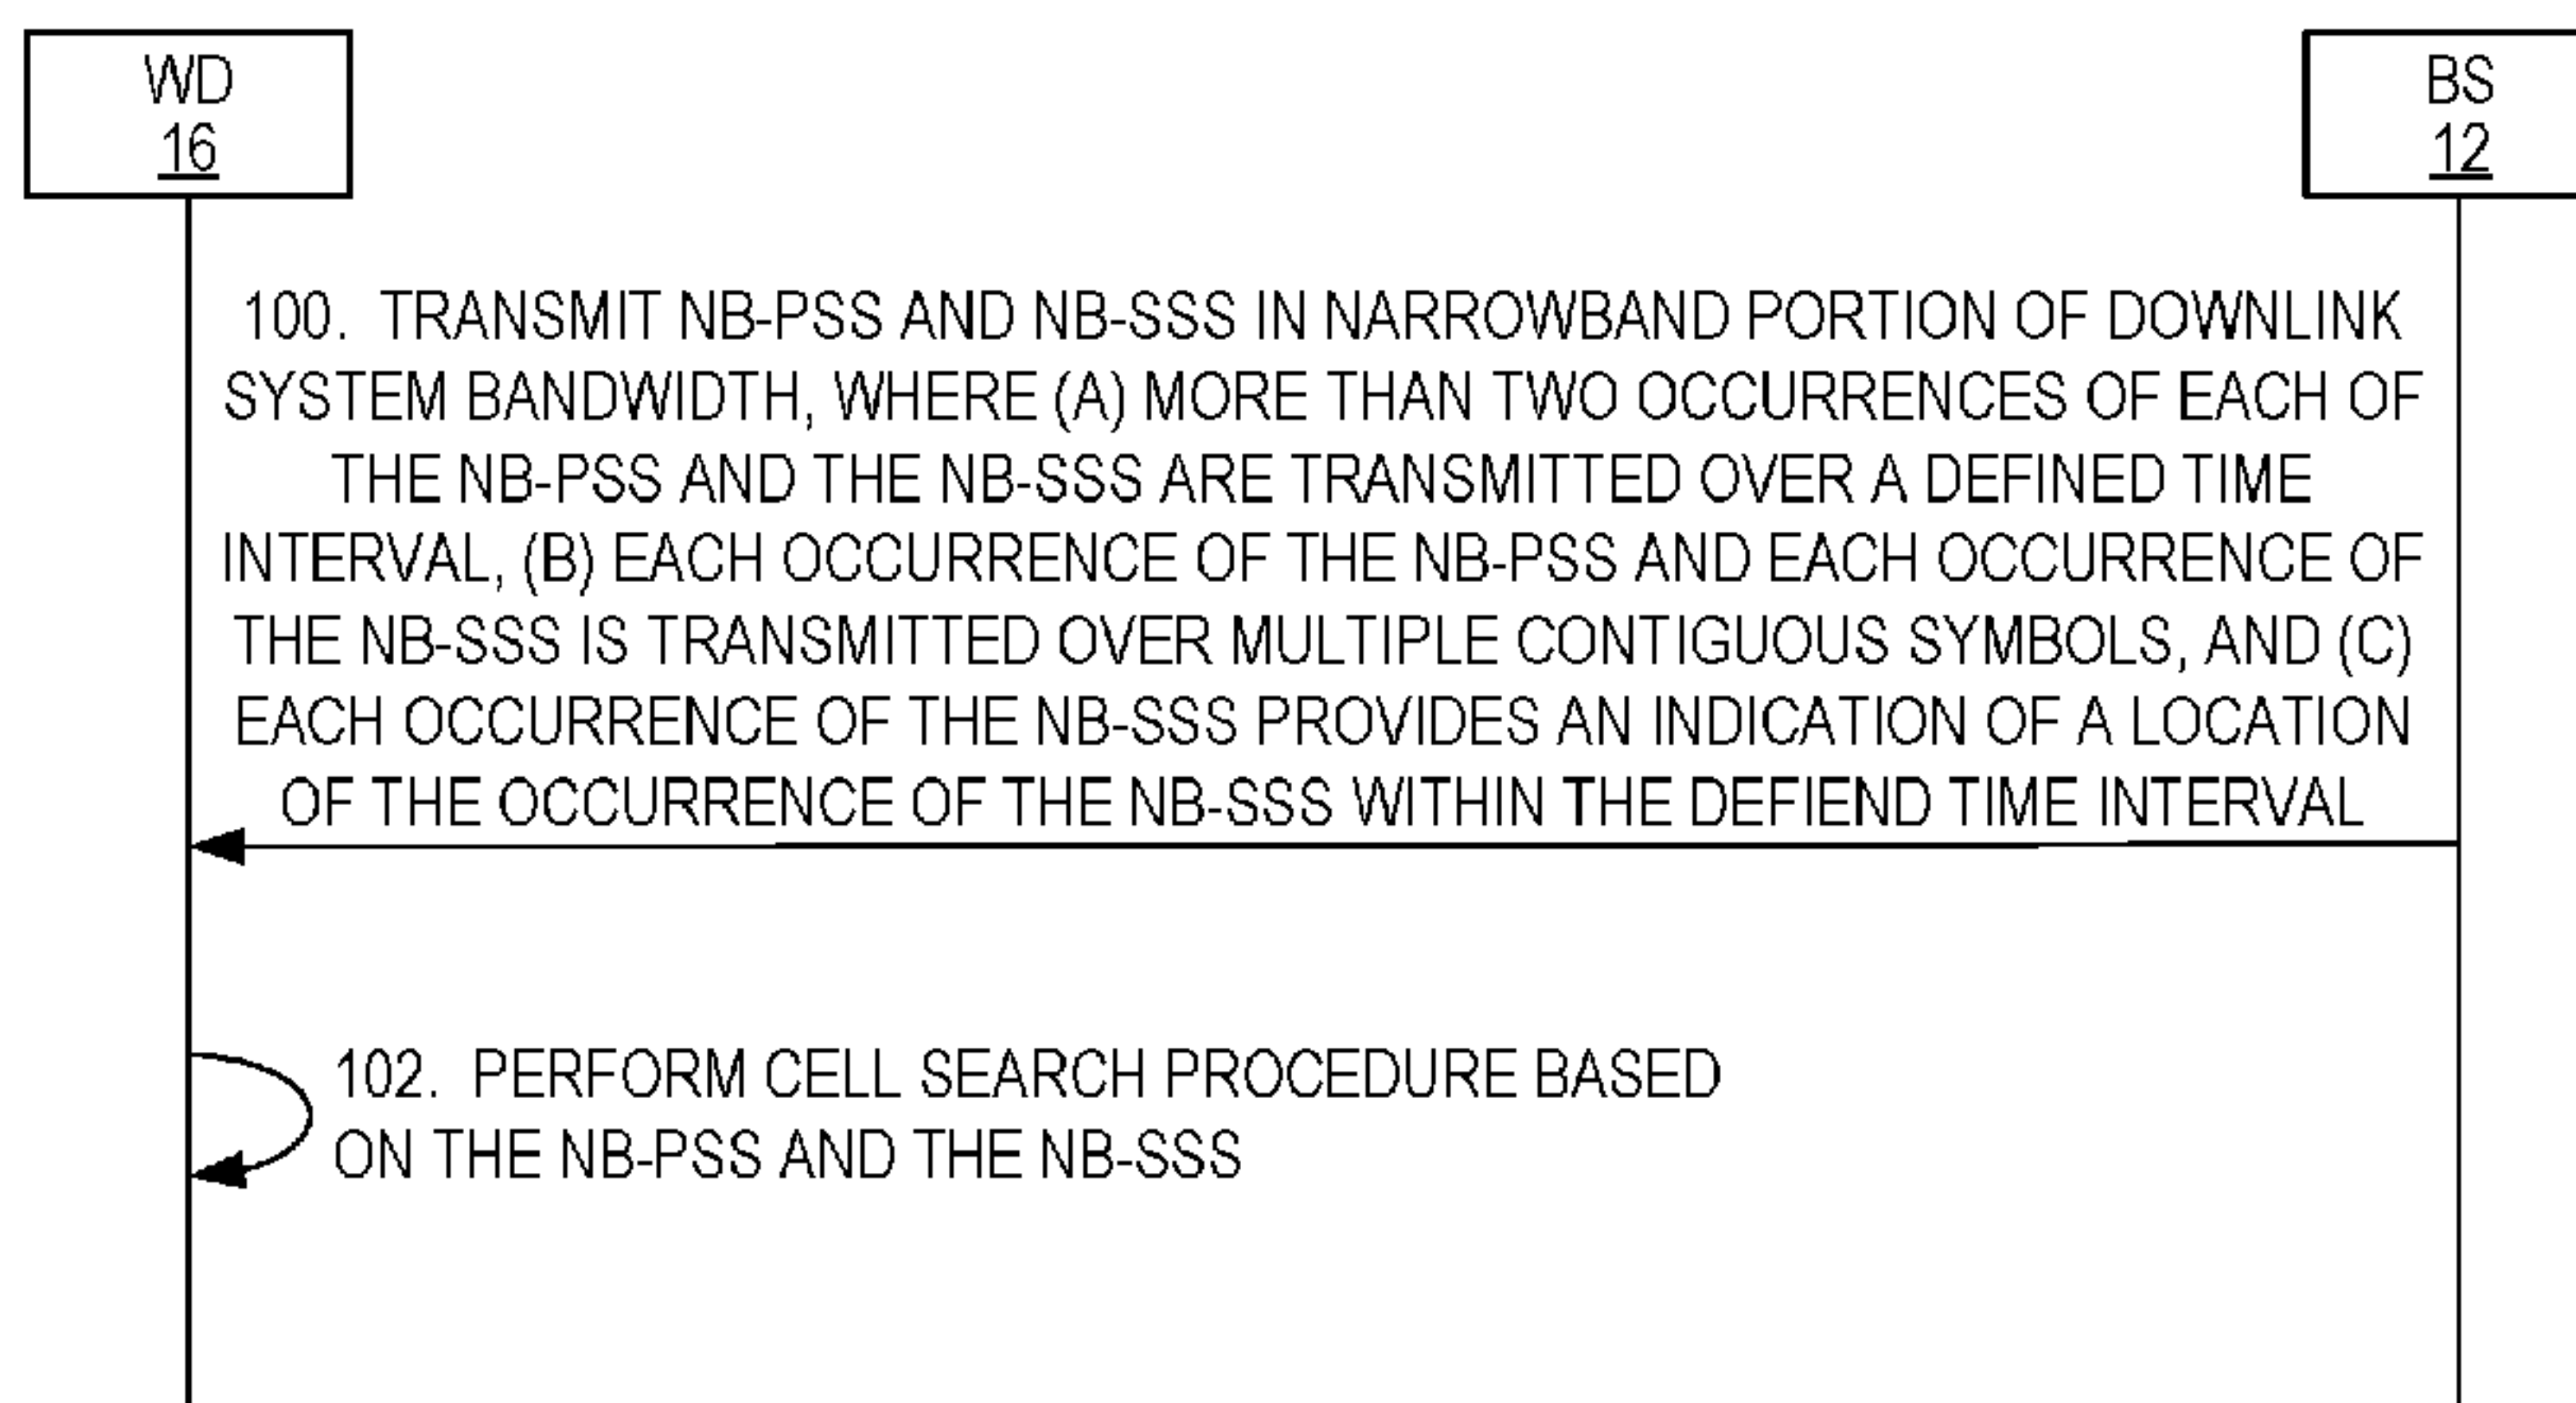 WD
16
BS
12
100. TRANSMIT NB-PSS AND NB-SSS IN NARROWBAND PORTION OF DOWNLINK
SYSTEM BANDWIDTH, WHERE (A) MORE THAN TWO OCCURRENCES OF EACH OF
THE NB-PSS AND THE NB-SSS ARE TRANSMITTED OVER A DEFINED TIME
INTERVAL, (B) EACH OCCURRENCE OF THE NB-PSS AND EACH OCCURRENCE OF
THE NB-SSS IS TRANSMITTED OVER MULTIPLE CONTIGUOUS SYMBOLS, AND (C)
EACH OCCURRENCE OF THE NB-SSS PROVIDES AN INDICATION OF A LOCATION
OF THE OCCURRENCE OF THE NB-SSS WITHIN THE DEFIEND TIME INTERVAL
102. PERFORM CELL SEARCH PROCEDURE BASED
ON THE NB-PSS AND THE NB-SSS